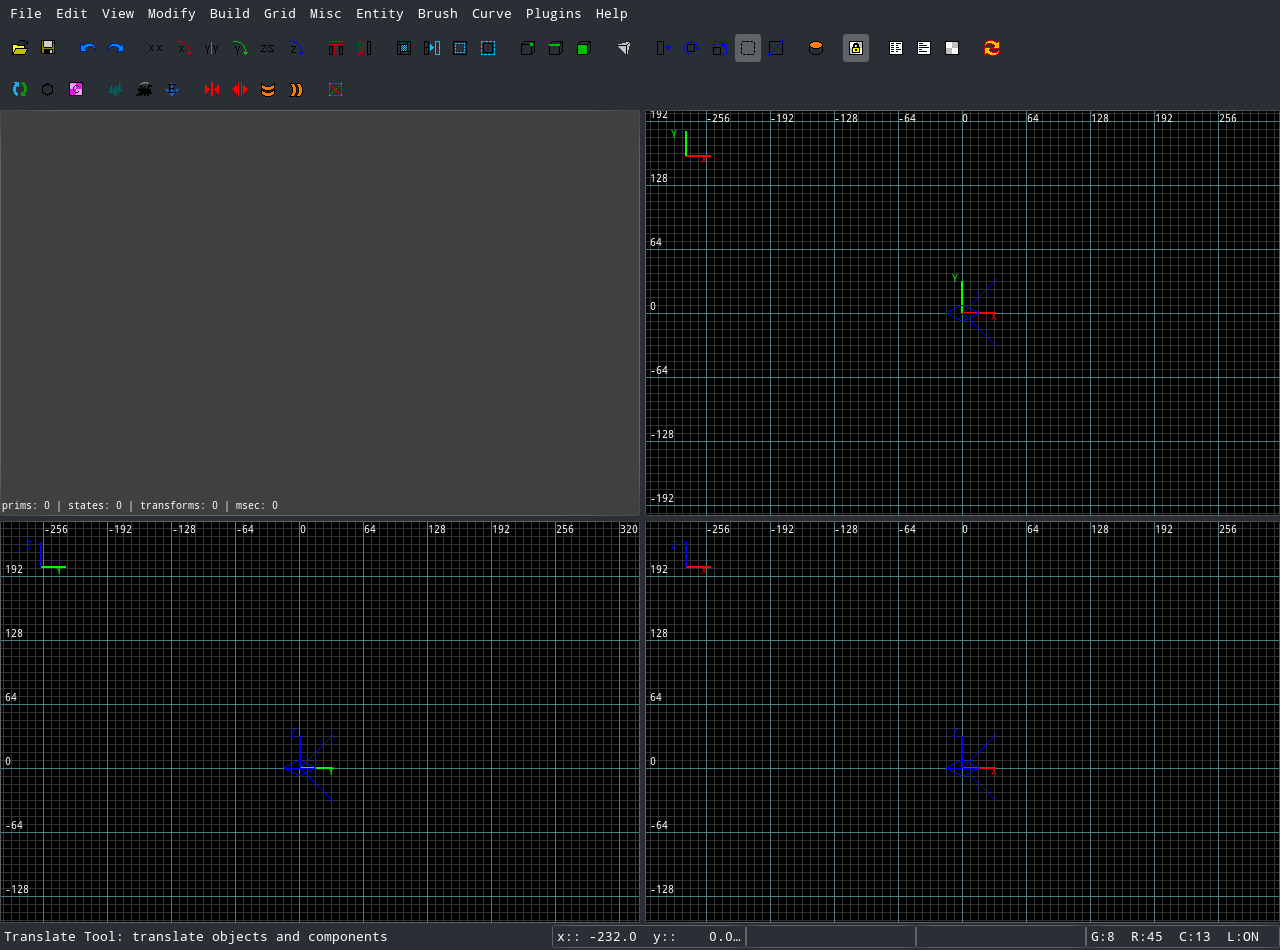 File Edit View Modify Build Grid Misc Entity Brush Curve Plugins Help
prims: 0 | states: 0 | transforms: 0 | msec: 0
192 -256 -192 -128 -64 0 64 128 192 256
Y
X
128
64
Y
0
X
-64
-128
-192
-256 -192 -128 -64 0 64 128 192 256 320
Z
Y
192
128
64
Z
0
Y
-64
-128
-256 -192 -128 -64 0 64 128 192 256
Z
X
192
128
64
Z
0
X
-64
-128
Translate Tool: translate objects and components x:: -232.0 y:: 0.0… G:8 R:45 C:13 L:ON